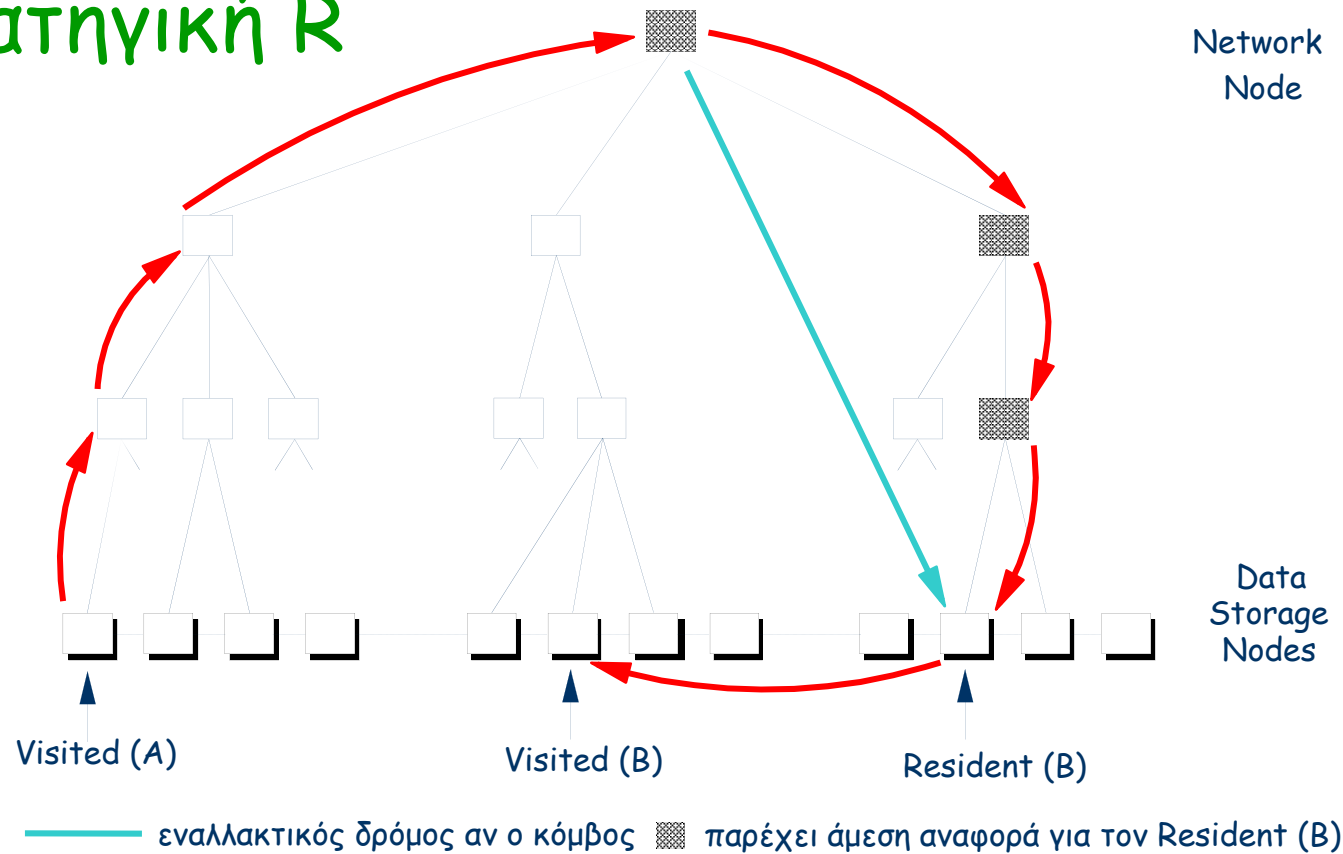 ατηγική R
Network
Node
Data
Storage
Nodes
Visited (A)
Visited (B)
Resident (B)
εναλλακτικός δρόμος αν ο κόμβος
παρέχει άμεση αναφορά για τον Resident (B)